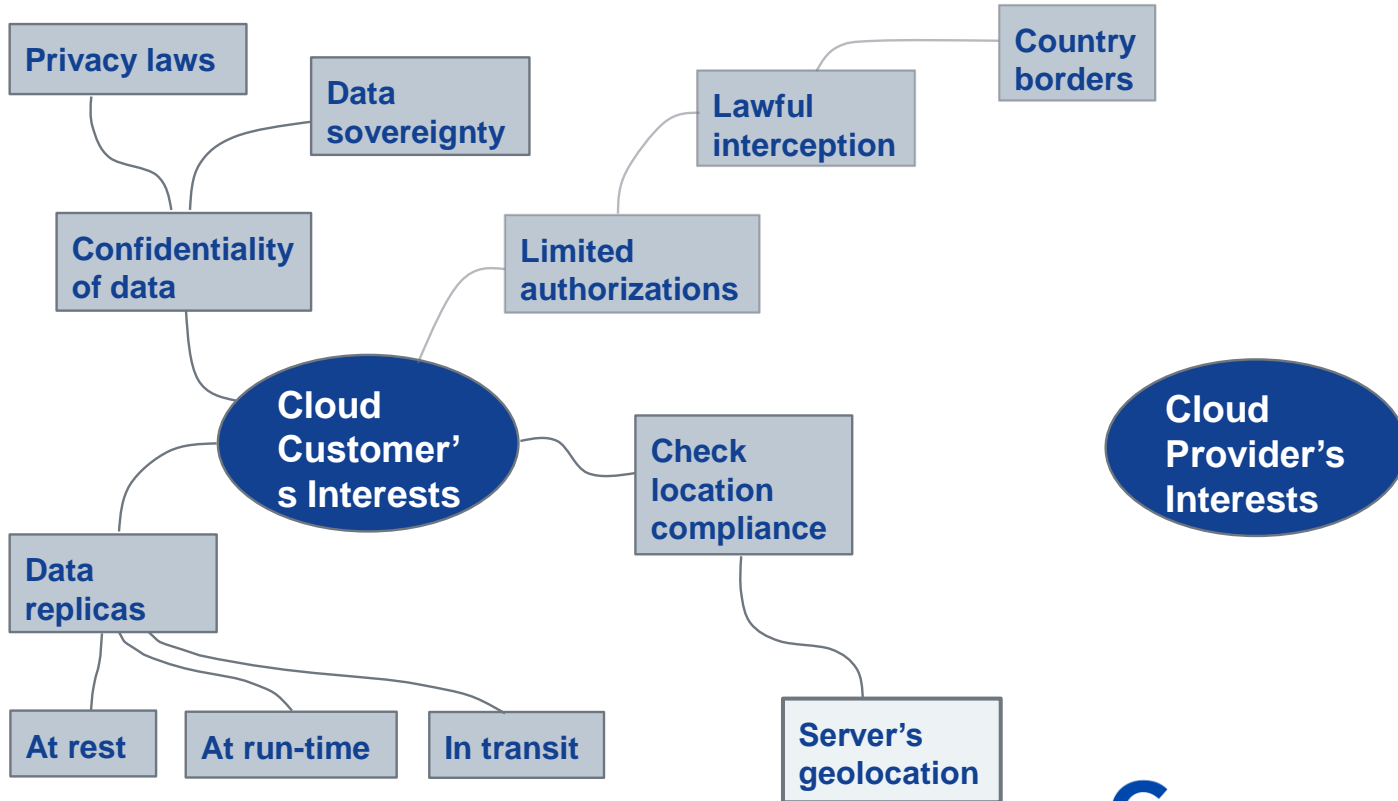 Privacy laws
Data
sovereignty
Country
borders
Lawful
interception
Confidentiality
of data
Limited
authorizations
Cloud
Customer’
s Interests
Check
location
compliance
Cloud
Provider’s
Interests
Data
replicas
At rest
At run-time
In transit
Server’s
geolocation